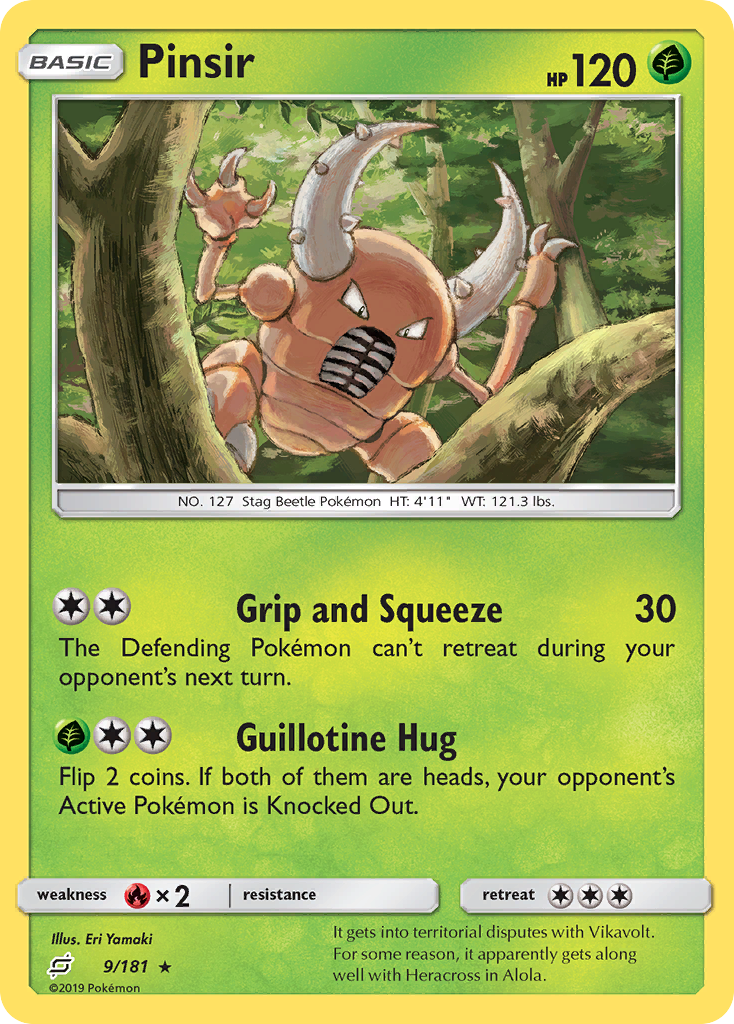 BASIC Pinsir HP 120
NO. 127 Stag Beetle Pokémon HT: 4'11" WT: 121.3 lbs.
Grip and Squeeze 30
The Defending Pokémon can't retreat during your
opponent's next turn.
Guillotine Hug
Flip 2 coins. If both of them are heads, your opponent's
Active Pokémon is Knocked Out.
weakness × 2 resistance retreat
Illus. Eri Yamaki
9/181 ★
©2019 Pokémon
It gets into territorial disputes with Vikavolt.
For some reason, it apparently gets along
well with Heracross in Alola.